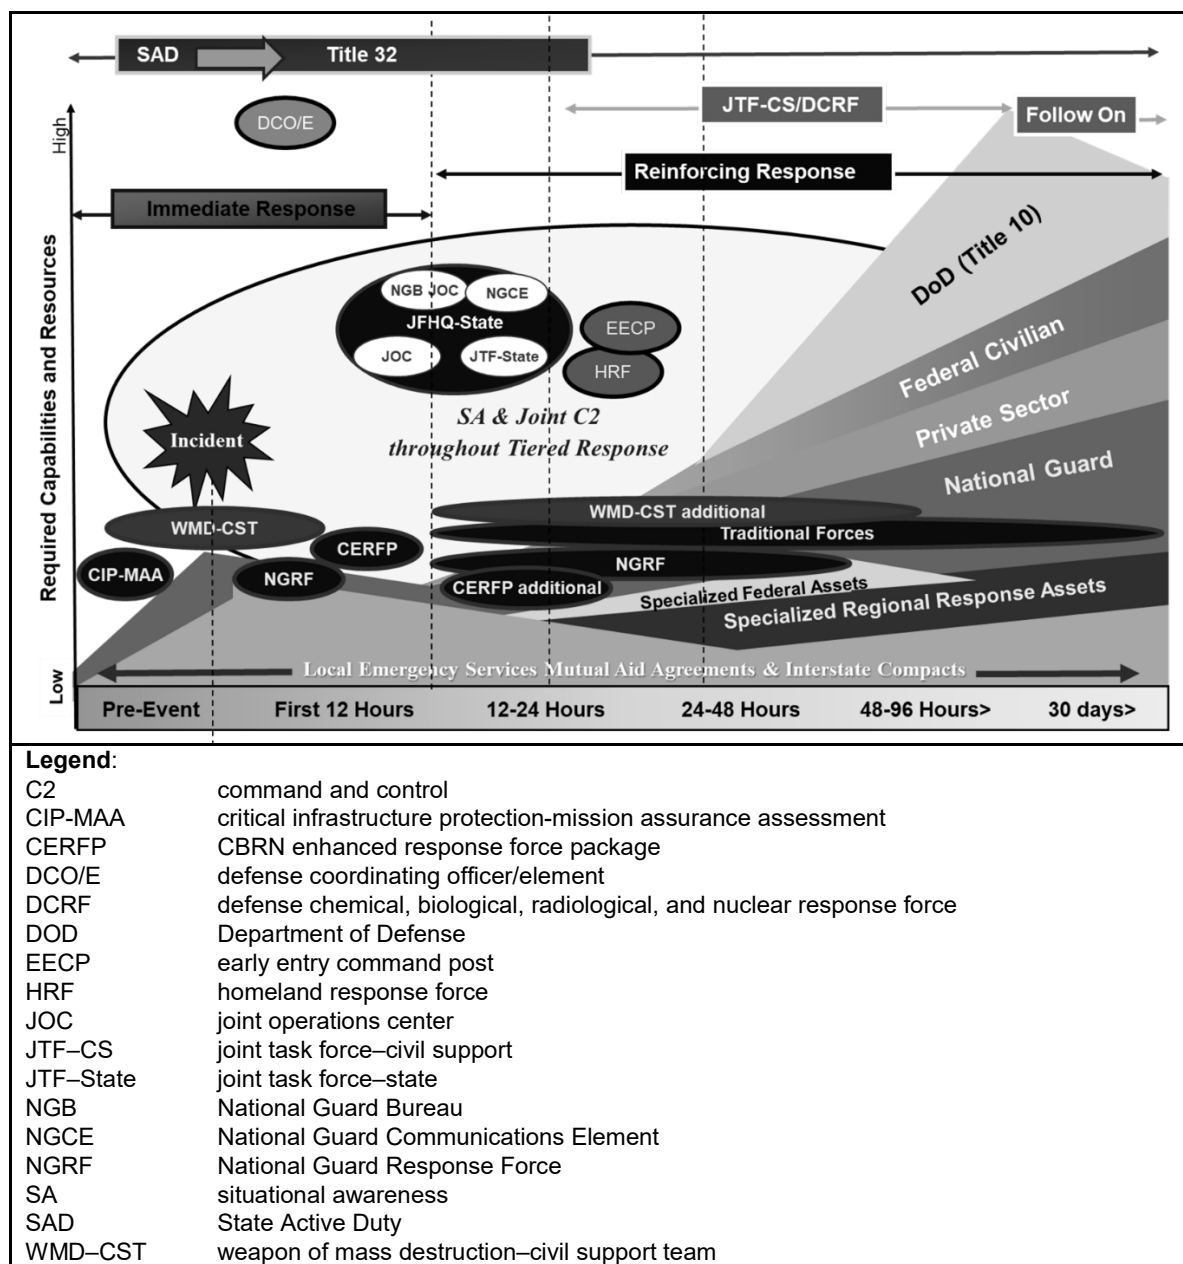 SAD Title 32
DCO/E
JTF-CS/DCRF
Follow On
High
Reinforcing Response
Immediate Response
DoD (Title 10)
NGB JOC NGCE
JFHQ-State
JOC JTF-State
EECP
HRF
Federal Civilian
Private Sector
National Guard
SA & Joint C2
throughout Tiered Response
Incident
Required Capabilities and Resources
WMD-CST
WMD-CST additional
Traditional Forces
CERFP
CIP-MAA
NGRF
NGRF
CERFP additional
Specialized Federal Assets
Specialized Regional Response Assets
Low
Local Emergency Services Mutual Aid Agreements & Interstate Compacts
Pre-Event First 12 Hours 12-24 Hours 24-48 Hours 48-96 Hours> 30 days>
Legend:
C2 command and control
CIP-MAA critical infrastructure protection-mission assurance assessment
CERFP CBRN enhanced response force package
DCO/E defense coordinating officer/element
DCRF defense chemical, biological, radiological, and nuclear response force
DOD Department of Defense
EECP early entry command post
HRF homeland response force
JOC joint operations center
JTF–CS joint task force–civil support
JTF–State joint task force–state
NGB National Guard Bureau
NGCE National Guard Communications Element
NGRF National Guard Response Force
SA situational awareness
SAD State Active Duty
WMD–CST weapon of mass destruction–civil support team